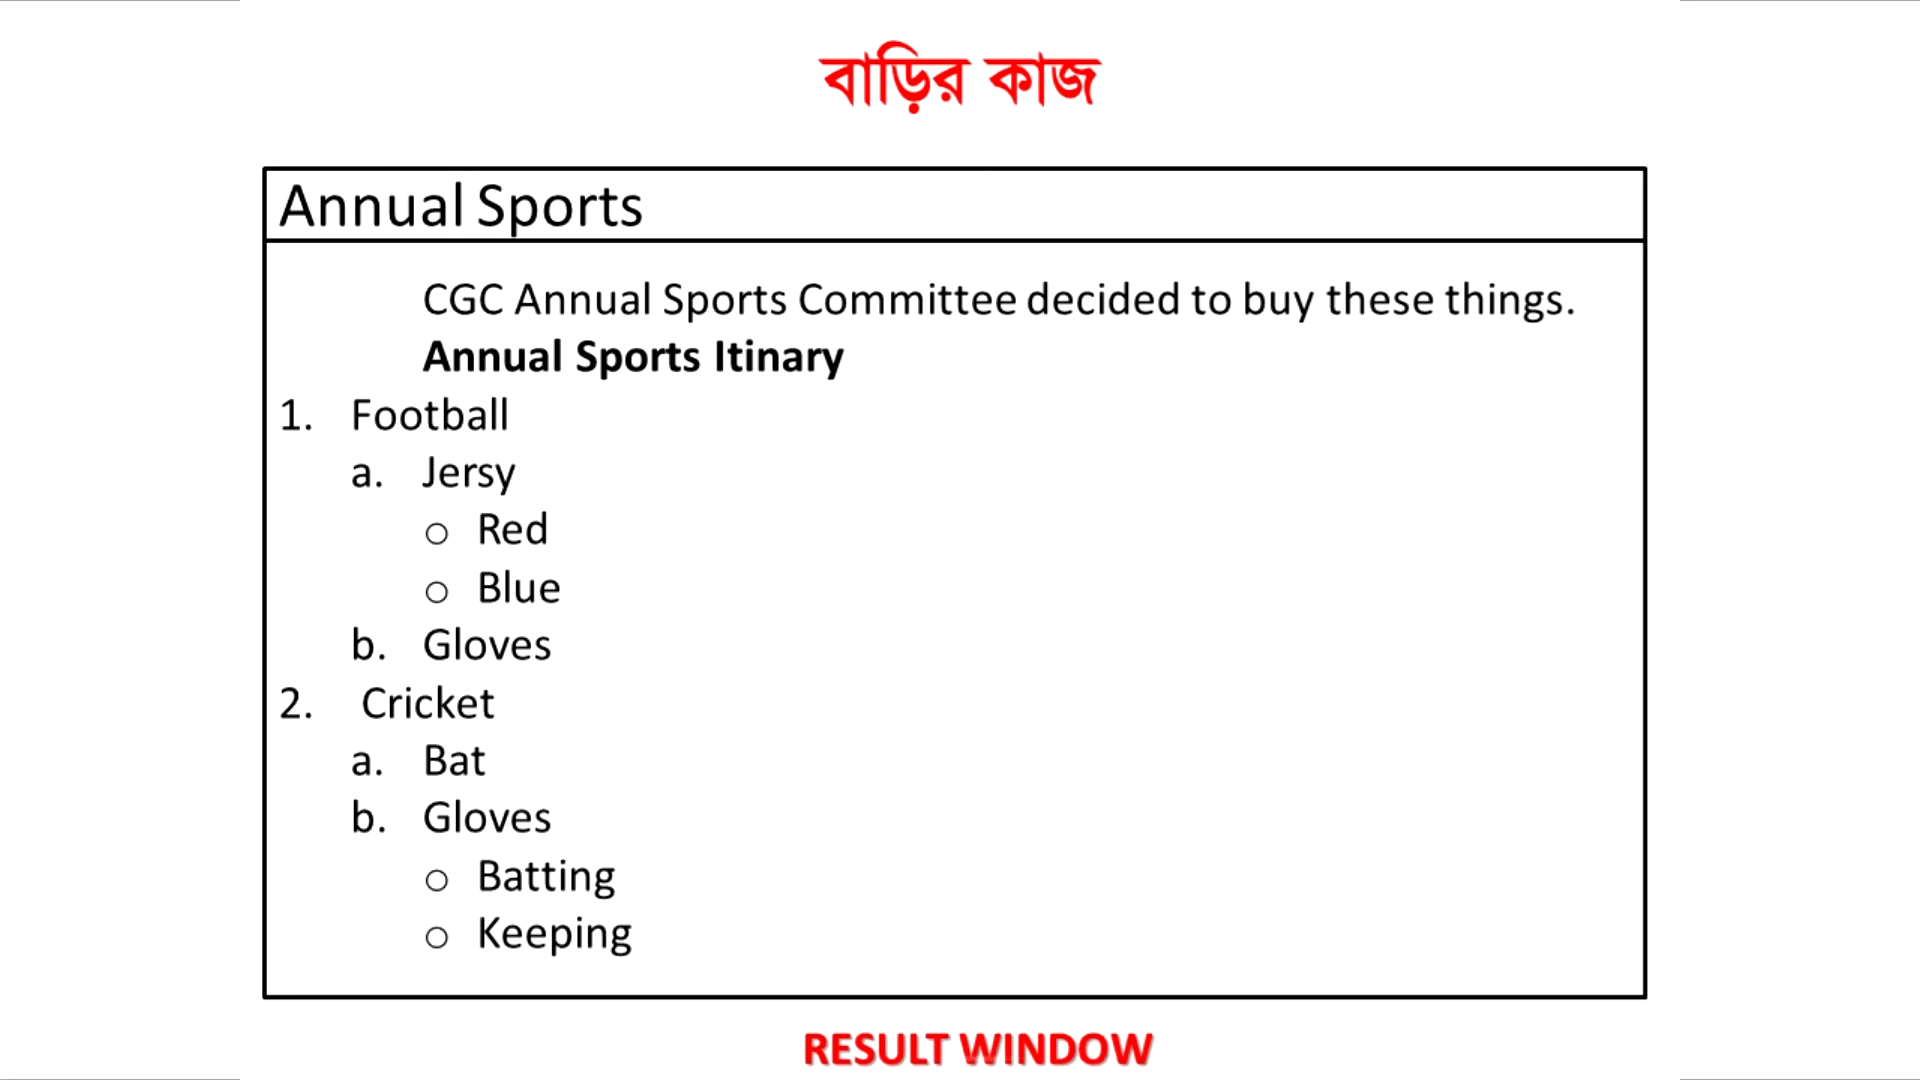 বাড়ির কাজ
Annual Sports
CGC Annual Sports Committee decided to buy these things.
Annual Sports Itinary
1. Football
a. Jersy
o Red
o Blue
b. Gloves
2. Cricket
a. Bat
b. Gloves
o Batting
o Keeping
RESULT WINDOW